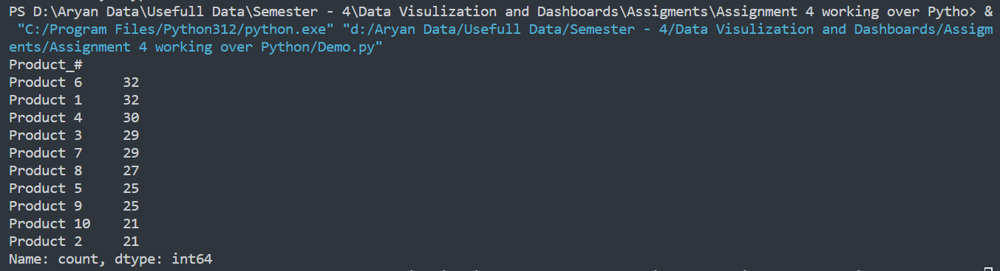 PS D:\Aryan Data\Usefull Data\Semester - 4\Data Visulization and Dashboards\Assigments\Assignment 4 working over Pytho> &
"C:/Program Files/Python312/python.exe" "d:/Aryan Data/Usefull Data/Semester - 4/Data Visulization and Dashboards/Assigm
ents/Assignment 4 working over Python/Demo.py"
Product_#
Product 6     32
Product 1     32
Product 4     30
Product 3     29
Product 7     29
Product 8     27
Product 5     25
Product 9     25
Product 10    21
Product 2     21
Name: count, dtype: int64